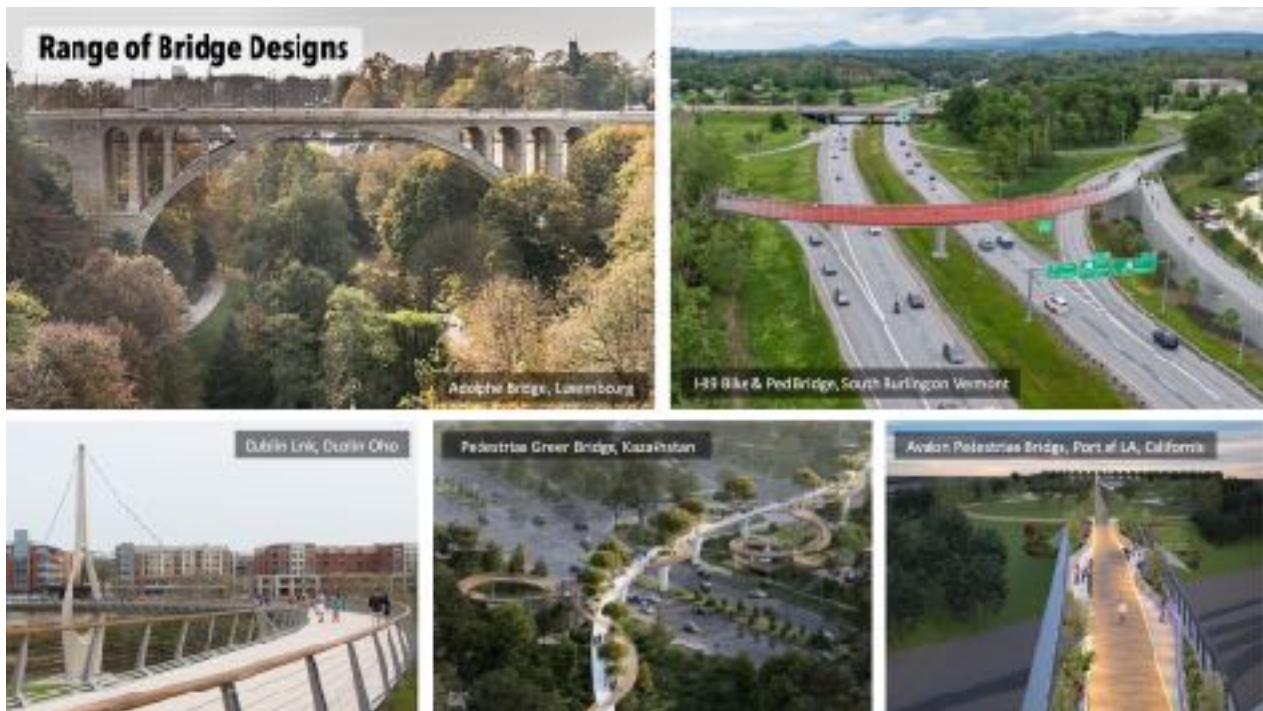 Range of Bridge Designs
Adolphe Bridge, Luxembourg
I-89 Bike & Ped Bridge, South Burlington Vermont
Dublin Link, Dublin Ohio
Pedestrian Green Bridge, Kazakhstan
Avalon Pedestrian Bridge, Port of LA, California